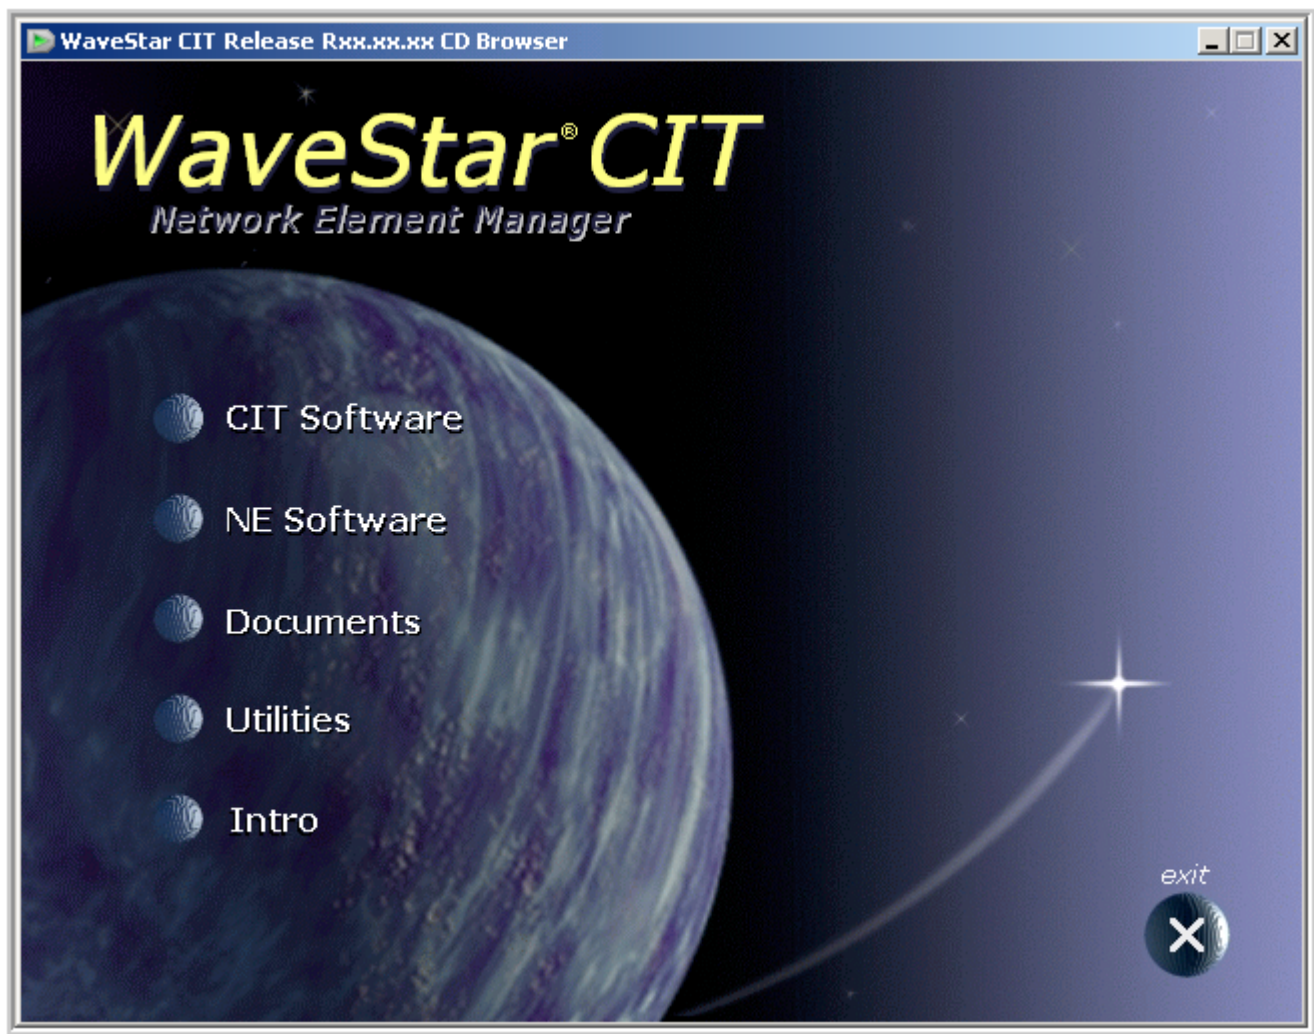 WaveStar CIT Release Rxx.xx.xx CD Browser
WaveStar® CIT
Network Element Manager
CIT Software
NE Software
Documents
Utilities
Intro
exit